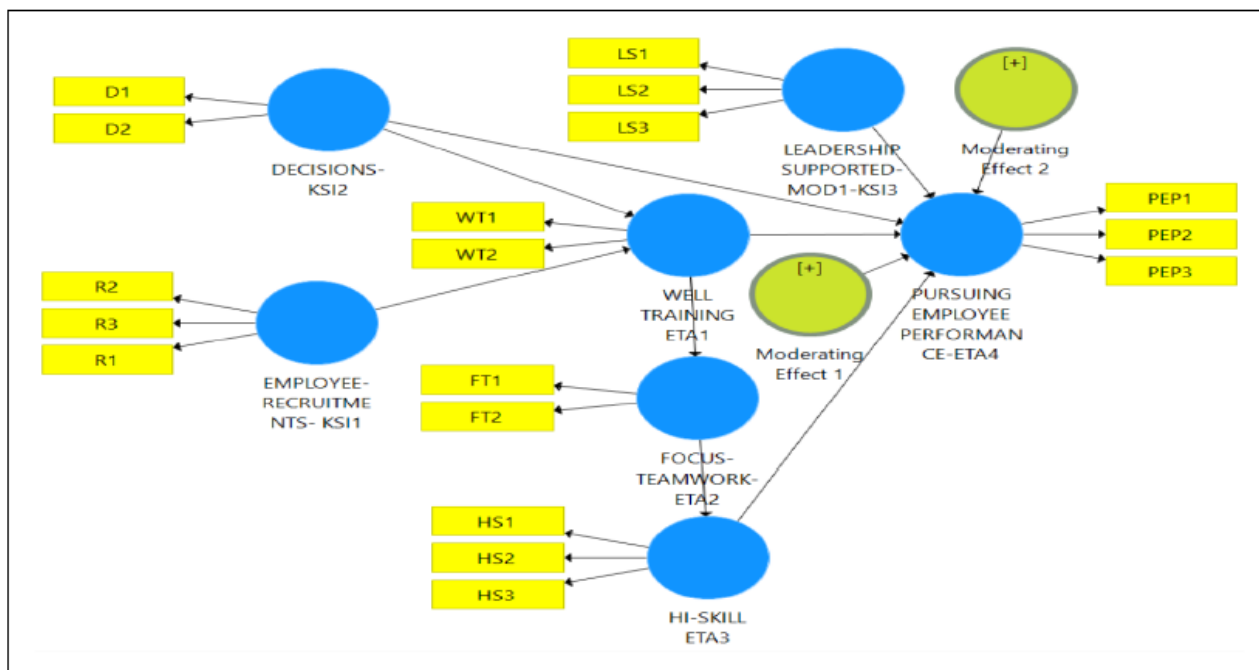 LS1
LS2
LS3
[+]
D1
D2
LEADERSHIP
SUPPORTED-
MOD1-KSI3
Moderating
Effect 2
DECISIONS-
KSI2
WT1
WT2
PEP1
PEP2
PEP3
[+]
R2
R3
R1
WELL
TRAINING
ETA1
PURSUING
EMPLOYEE
PERFORMAN
CE-ETA4
Moderating
Effect 1
EMPLOYEE-
RECRUITME
NTS- KSI1
FT1
FT2
FOCUS-
TEAMWORK-
ETA2
HS1
HS2
HS3
HI-SKILL
ETA3